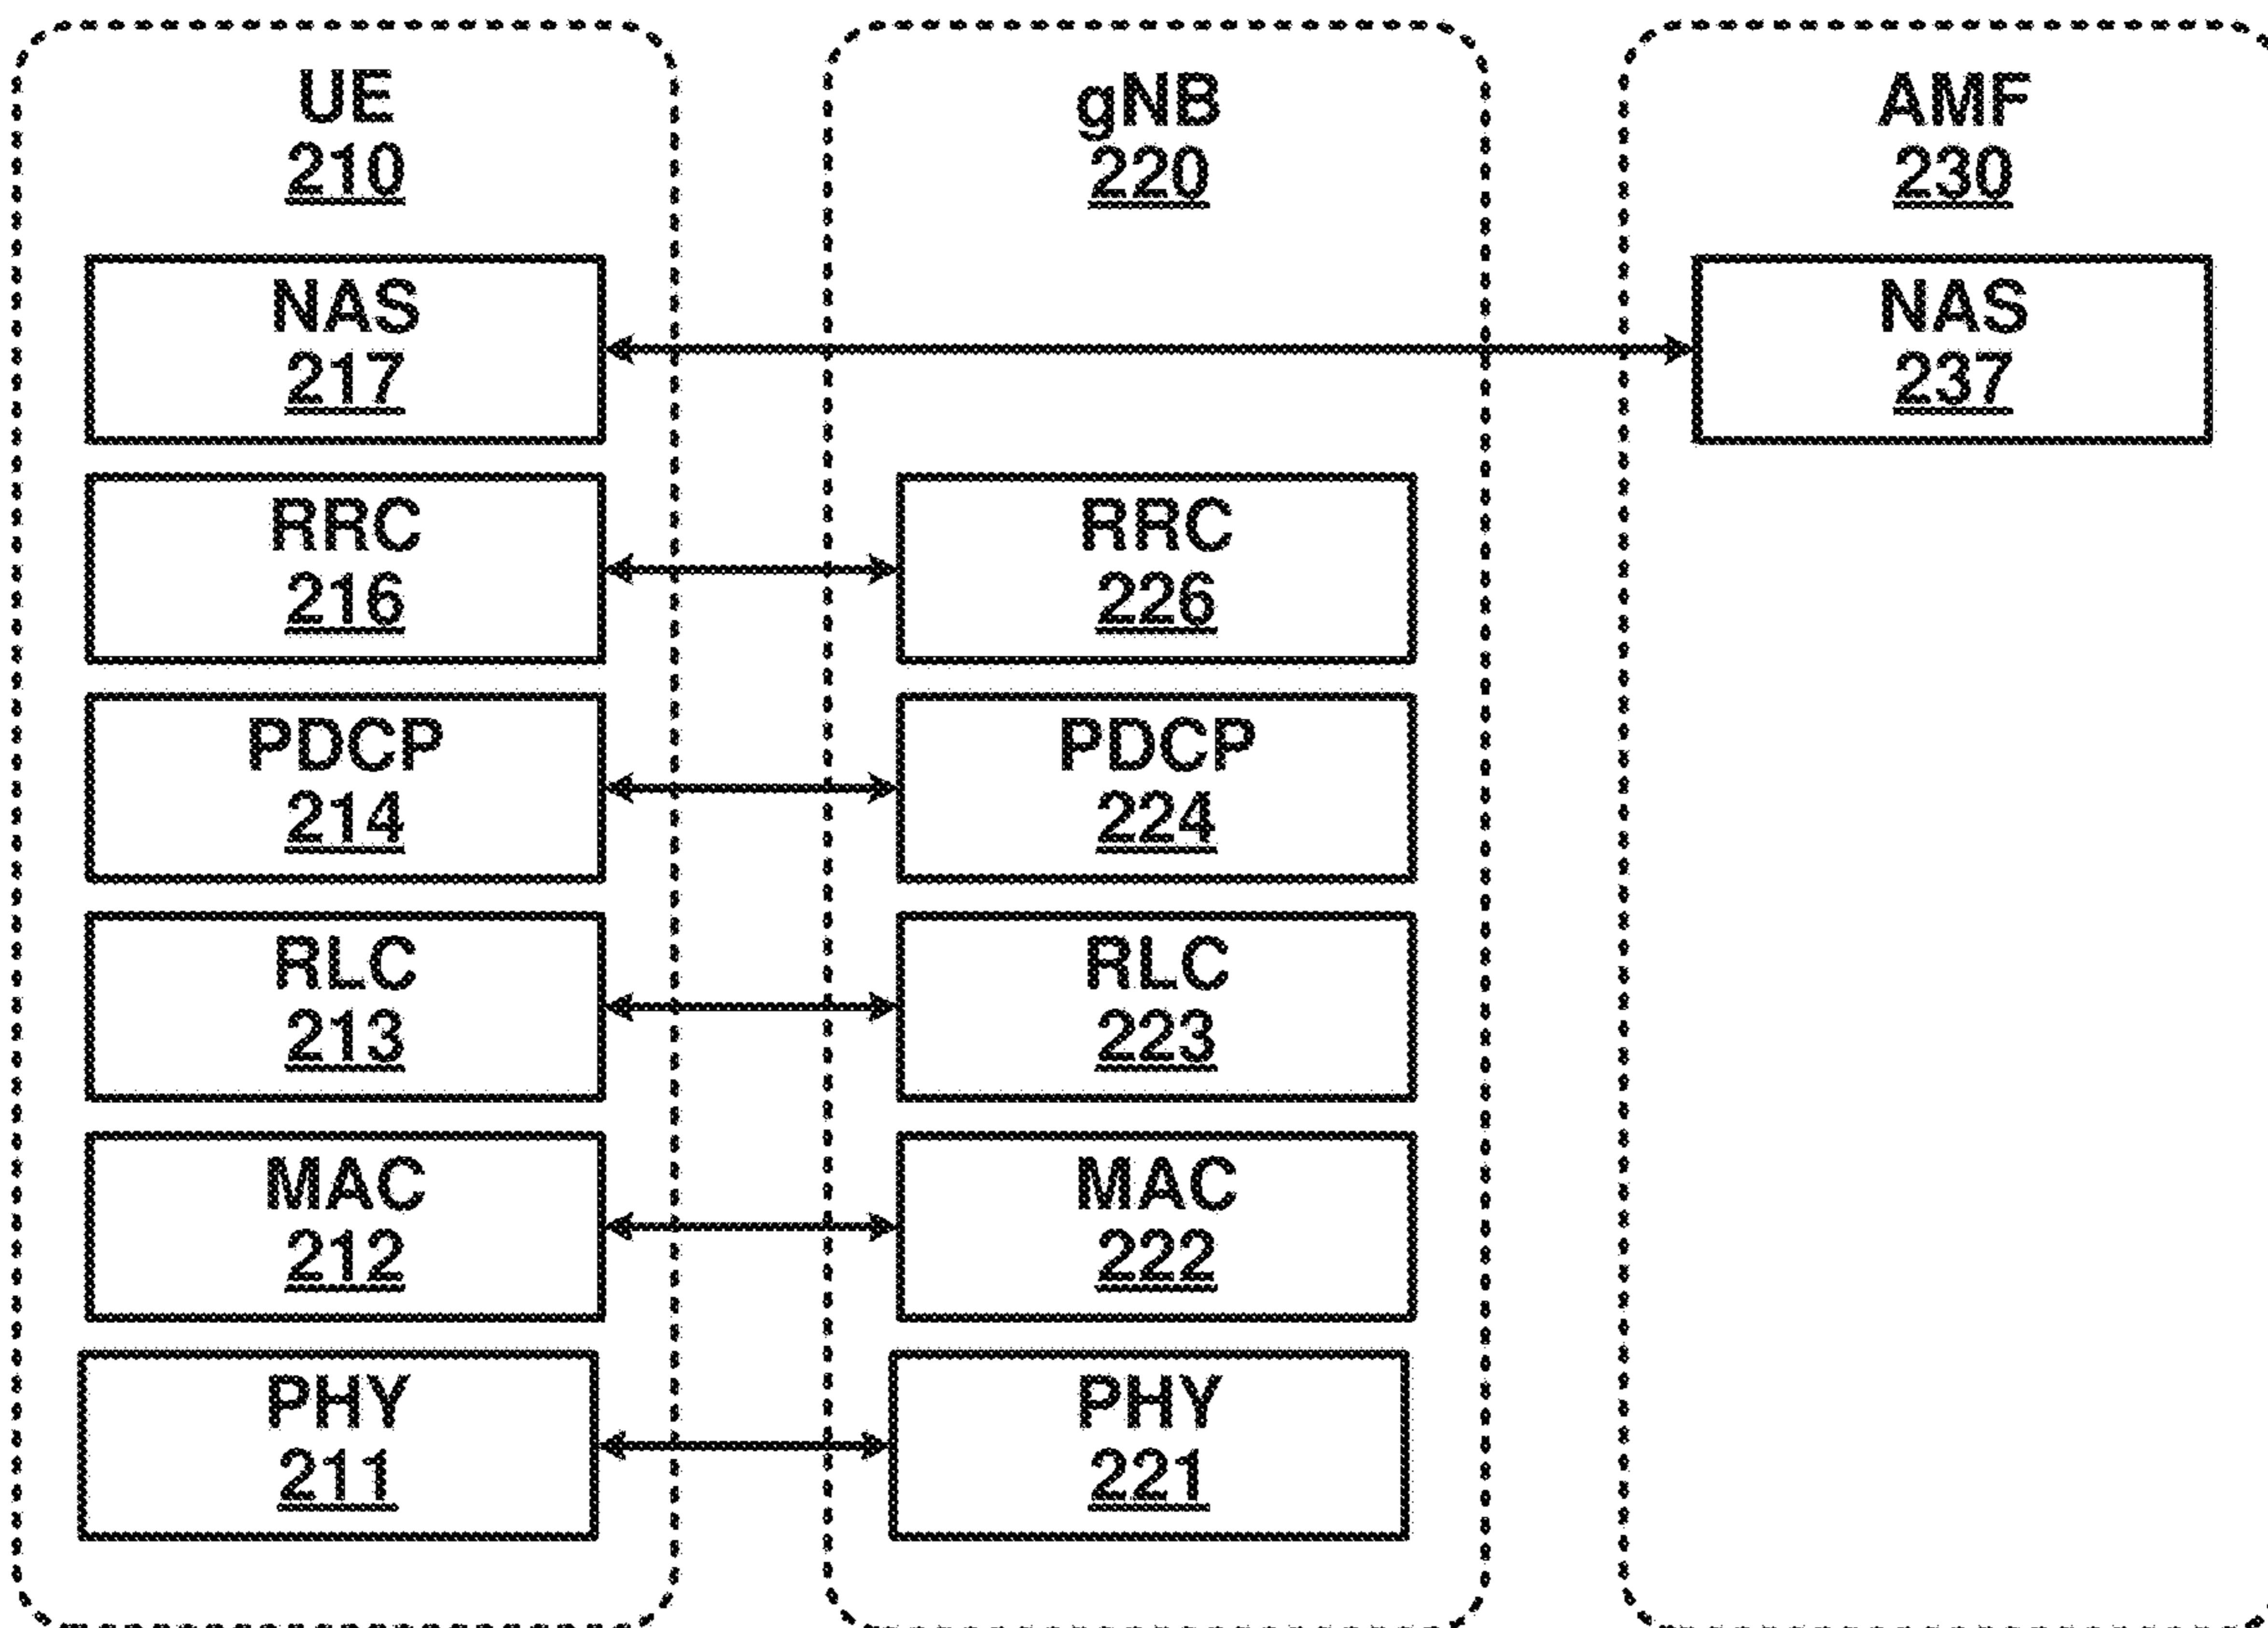 UE
210
gNB
220
AMF
230
NAS
217
NAS
237
RRC
216
RRC
226
PDCP
214
PDCP
224
RLC
213
RLC
223
MAC
212
MAC
222
PHY
211
PHY
221